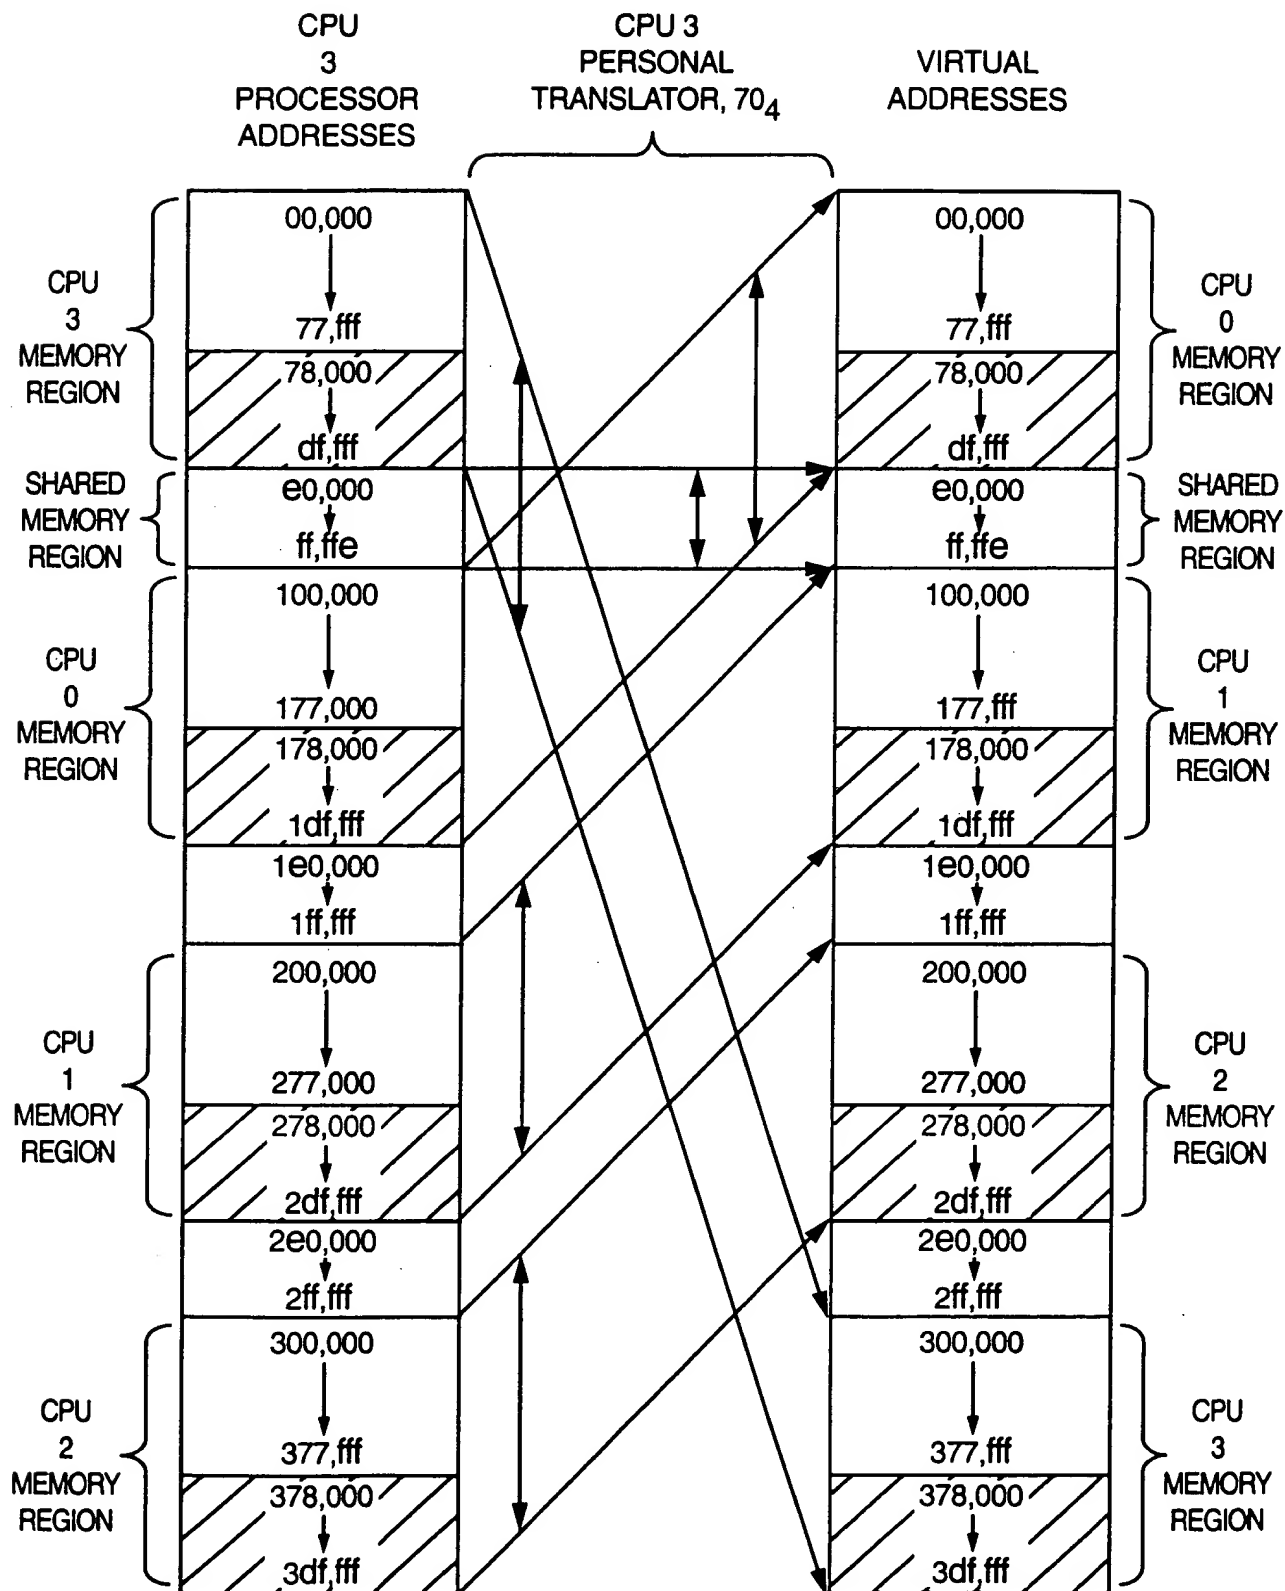 CPU
3
PROCESSOR
ADDRESSES
CPU 3
PERSONAL
TRANSLATOR, 70₄
VIRTUAL
ADDRESSES
CPU
3
MEMORY
REGION
SHARED
MEMORY
REGION
CPU
0
MEMORY
REGION
CPU
1
MEMORY
REGION
CPU
2
MEMORY
REGION
00,000
77,fff
78,000
df,fff
e0,000
ff,ffe
100,000
177,000
178,000
1df,fff
1e0,000
1ff,fff
200,000
277,000
278,000
2df,fff
2e0,000
2ff,fff
300,000
377,fff
378,000
3df,fff
00,000
77,fff
78,000
df,fff
e0,000
ff,ffe
100,000
177,fff
178,000
1df,fff
1e0,000
1ff,fff
200,000
277,000
278,000
2df,fff
2e0,000
2ff,fff
300,000
377,fff
378,000
3df,fff
CPU
0
MEMORY
REGION
SHARED
MEMORY
REGION
CPU
1
MEMORY
REGION
CPU
2
MEMORY
REGION
CPU
3
MEMORY
REGION